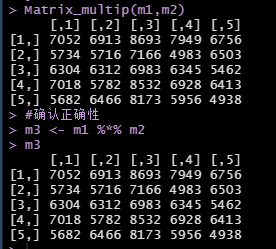 > Matrix_multip(m1,m2)
[,1] [,2] [,3] [,4] [,5]
[1,] 7052 6913 8693 7949 6756
[2,] 5734 5716 7166 4983 6503
[3,] 6304 6312 6983 6345 5462
[4,] 7018 5782 8532 6928 6413
[5,] 5682 6466 8173 5956 4938
> #确认正确性
> m3 <- m1 %*% m2
> m3
[,1] [,2] [,3] [,4] [,5]
[1,] 7052 6913 8693 7949 6756
[2,] 5734 5716 7166 4983 6503
[3,] 6304 6312 6983 6345 5462
[4,] 7018 5782 8532 6928 6413
[5,] 5682 6466 8173 5956 4938
>